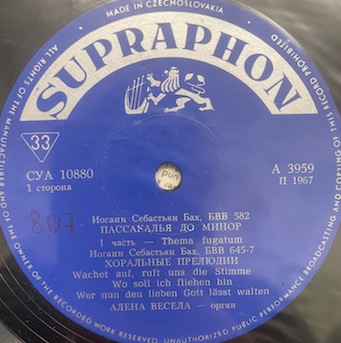 MADE IN CZECHOSLOVAKIA
ALL RIGHTS OF THE MANUFACTURER AND TO THE OWNER OF THE RECORDED WORK RESERVED UNAUTHORIZED PUBLIC PERFORMANCE BROADCASTING AND COPYING OF THIS RECORD PROHIBITED
SUPRAPHON
33
СУА 10880
1 сторона
А 3959
П 1967
807
Иоганн Себастьян Бах, БВВ 582
ПАССАКАЛЬЯ ДО МИНОР
I часть — Thema fugatum
Иоганн Себастьян Бах, БВВ 645-7
ХОРАЛЬНЫЕ ПРЕЛЮДИИ
Wachet auf, ruft uns die Stimme
Wo soll ich fliehen hin
Wer nun den lieben Gott lässt walten
АЛЕНА ВЕСЕЛА — орган